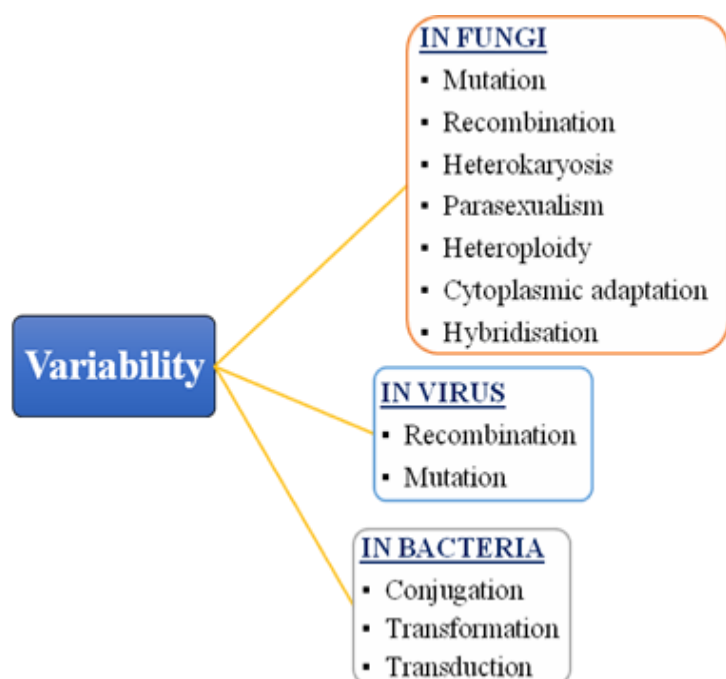 Variability
IN FUNGI
▪ Mutation
▪ Recombination
▪ Heterokaryosis
▪ Parasexualism
▪ Heteroploidy
▪ Cytoplasmic adaptation
▪ Hybridisation
IN VIRUS
▪ Recombination
▪ Mutation
IN BACTERIA
▪ Conjugation
▪ Transformation
▪ Transduction